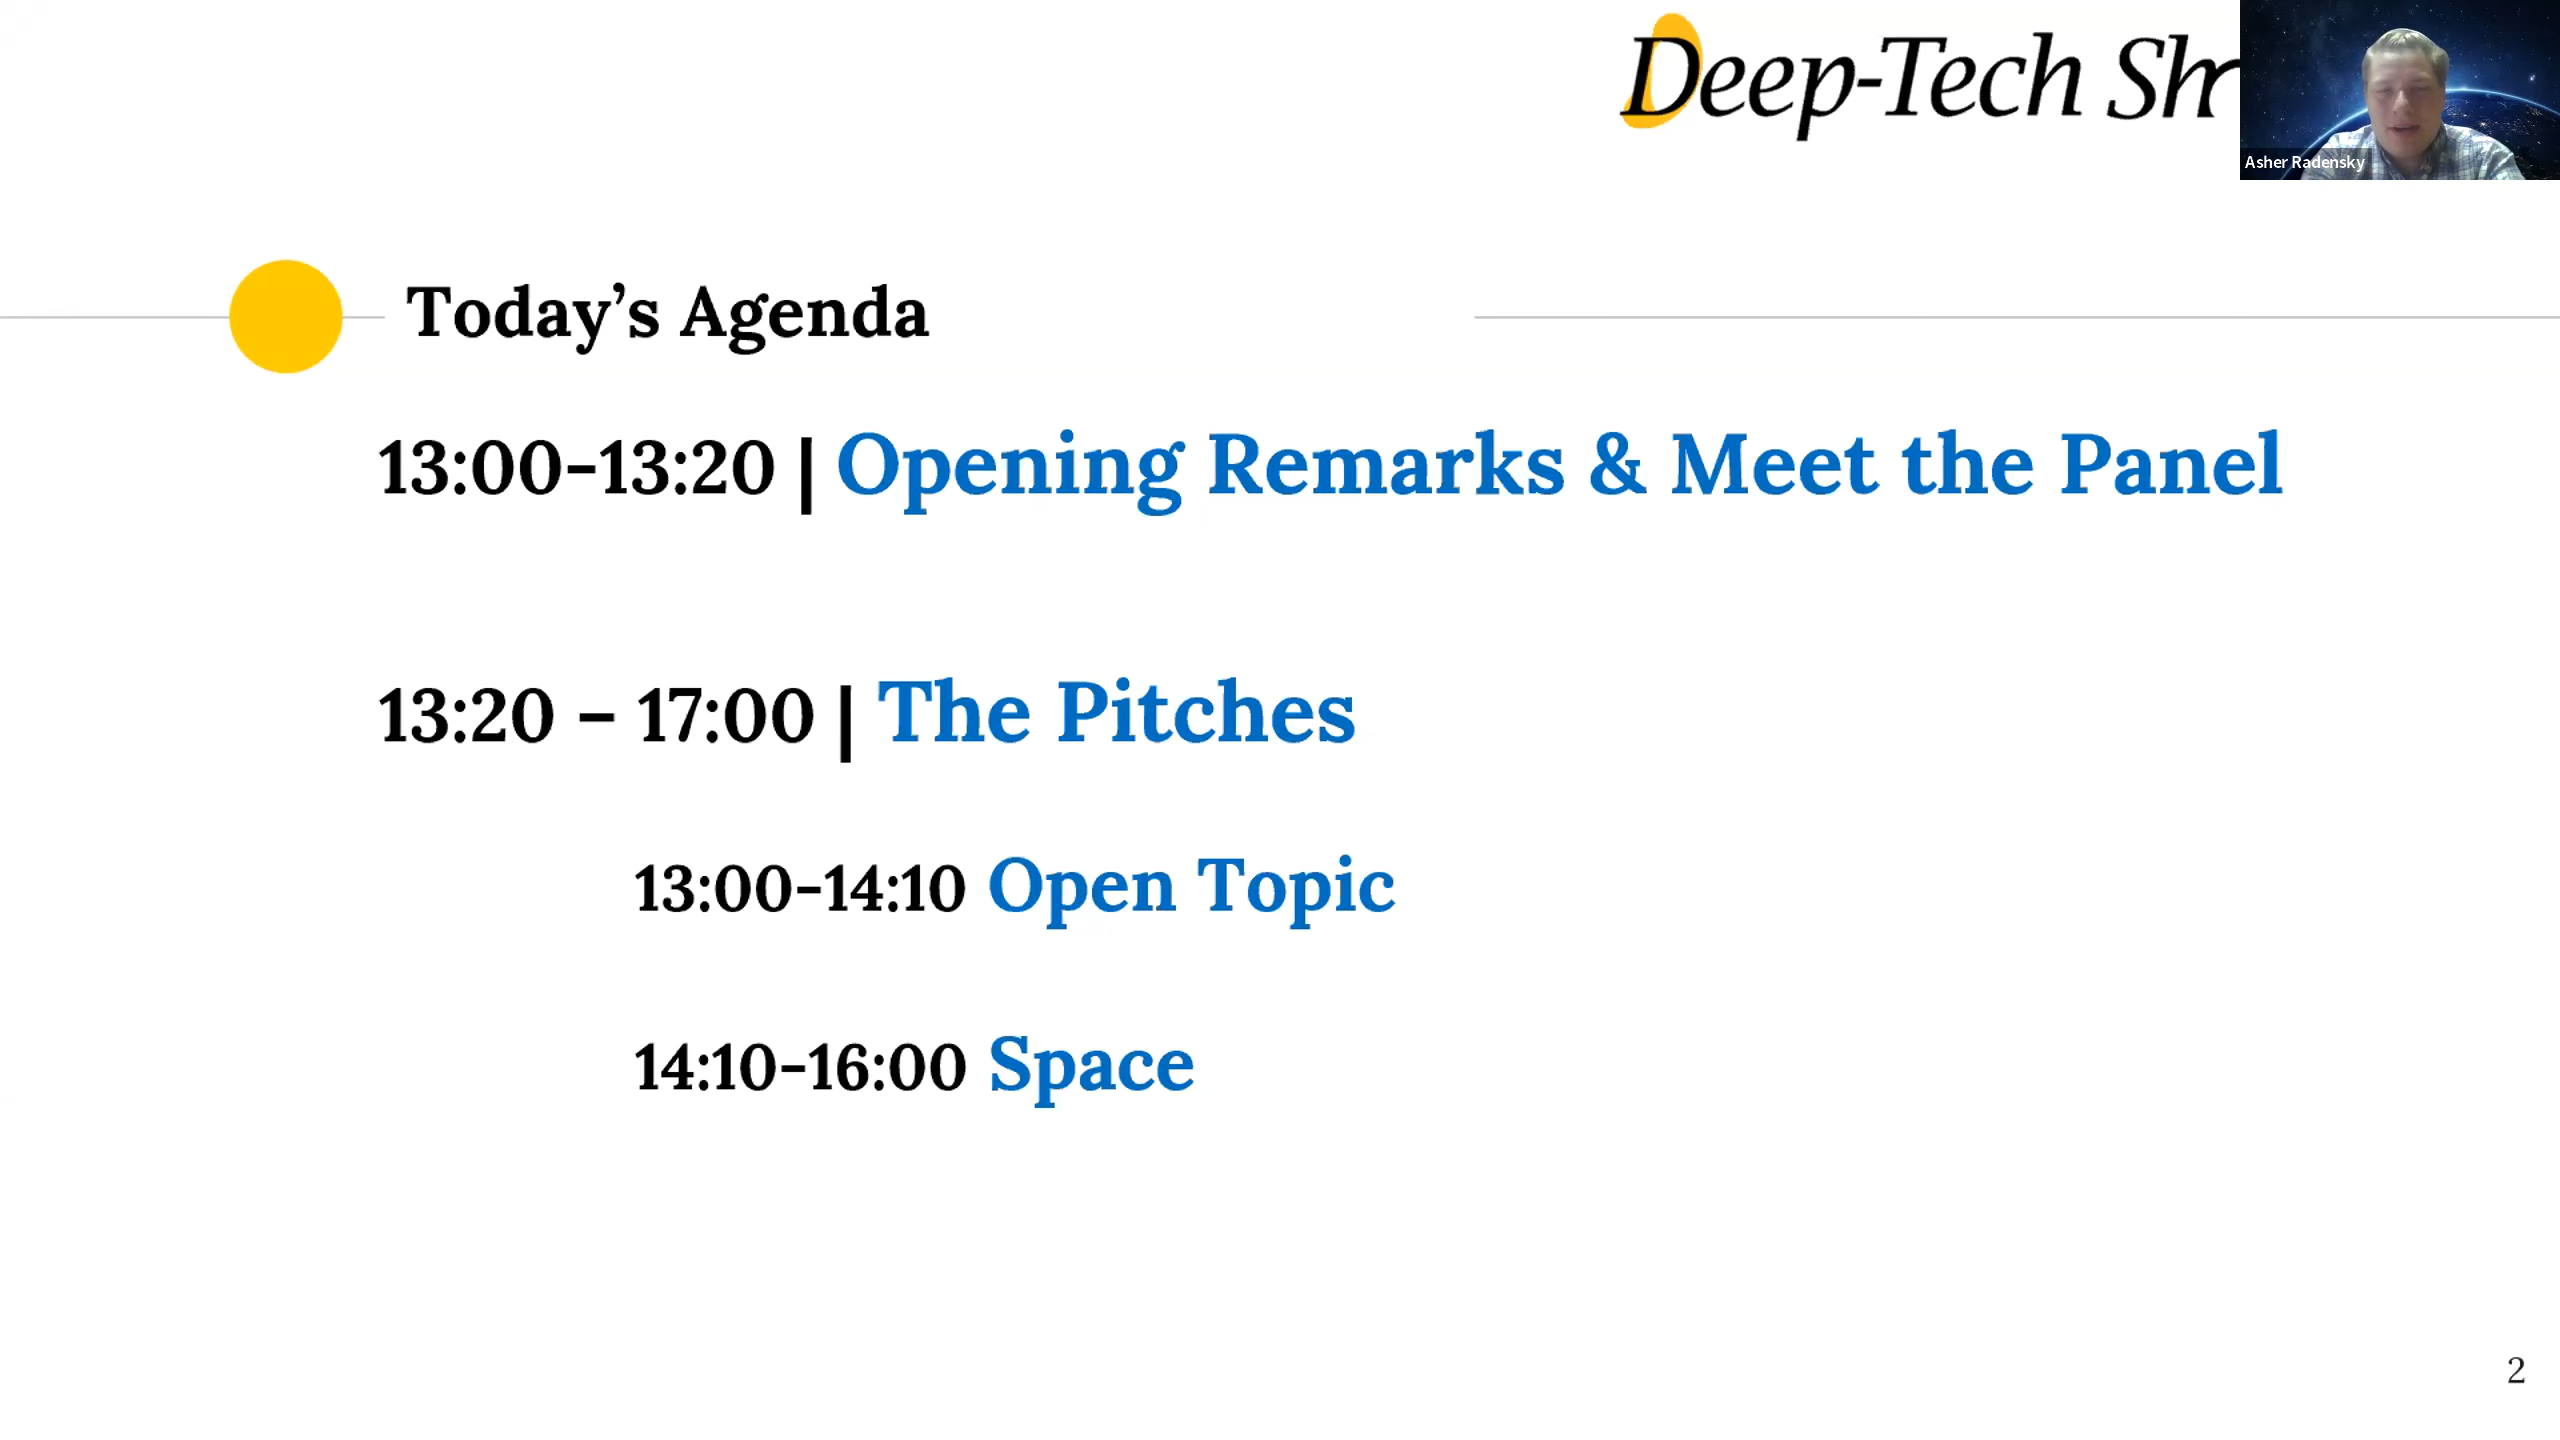 Deep-Tech Sh
Asher Radensky
Today’s Agenda
13:00-13:20 | Opening Remarks & Meet the Panel
13:20 – 17:00 | The Pitches
13:00-14:10 Open Topic
14:10-16:00 Space
2